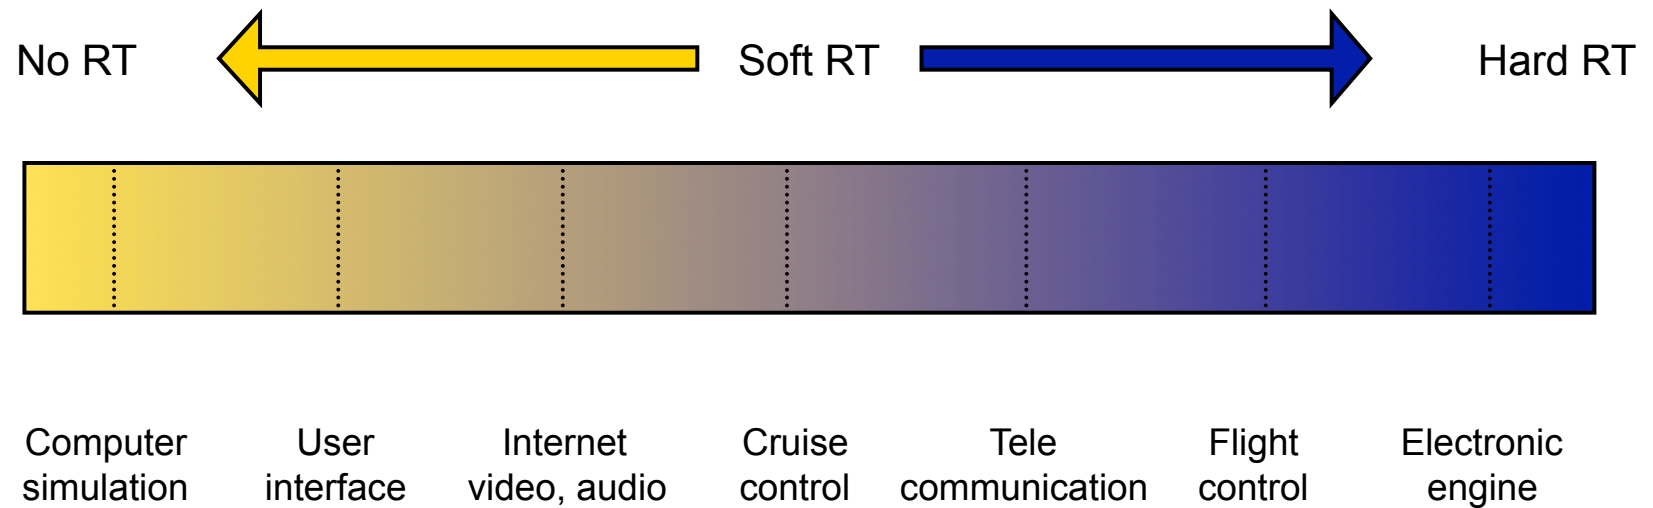 No RT
Soft RT
Hard RT
Computer
simulation
User
interface
Internet
video, audio
Cruise
control
Tele
communication
Flight
control
Electronic
engine